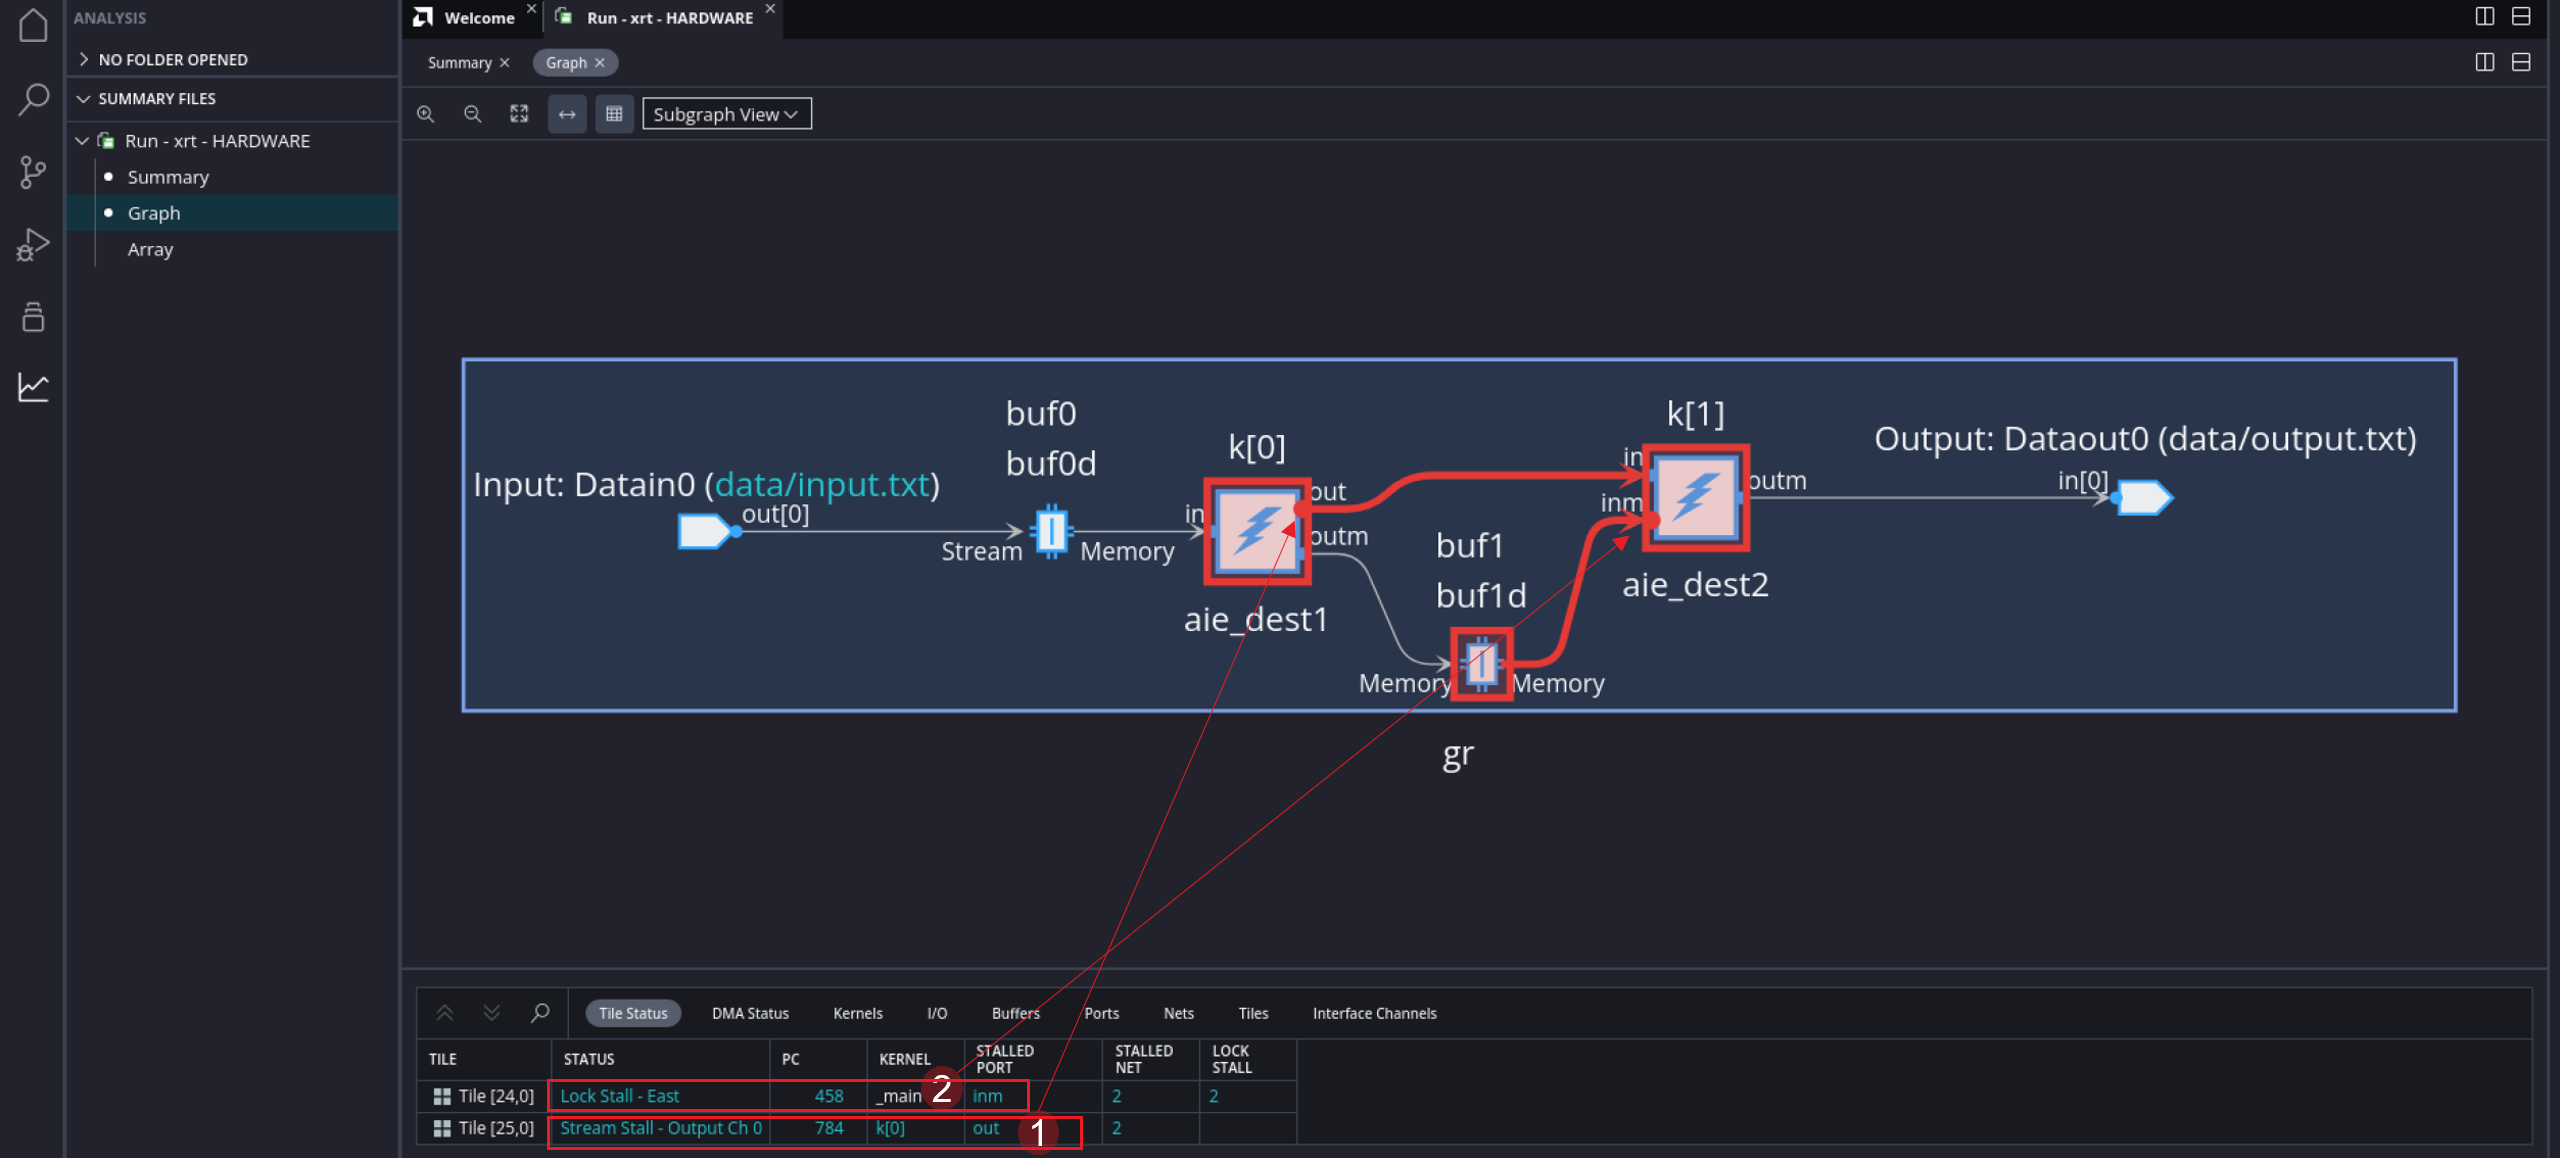 ANALYSIS
NO FOLDER OPENED
SUMMARY FILES
Run - xrt - HARDWARE
Summary
Graph
Array
Welcome
Run - xrt - HARDWARE
Summary
Graph
Subgraph View
Input: Datain0 (data/input.txt)
out[0]
Stream
buf0
buf0d
Memory
k[0]
in
out
outm
aie_dest1
buf1
buf1d
Memory
Memory
k[1]
in
inm
outm
aie_dest2
Output: Dataout0 (data/output.txt)
in[0]
gr
Tile Status DMA Status Kernels I/O Buffers Ports Nets Tiles Interface Channels
TILE STATUS PC KERNEL STALLED PORT STALLED NET LOCK STALL
Tile [24,0] Lock Stall - East 458 _main 2 inm 2 2
Tile [25,0] Stream Stall - Output Ch 0 784 k[0] out 1 2